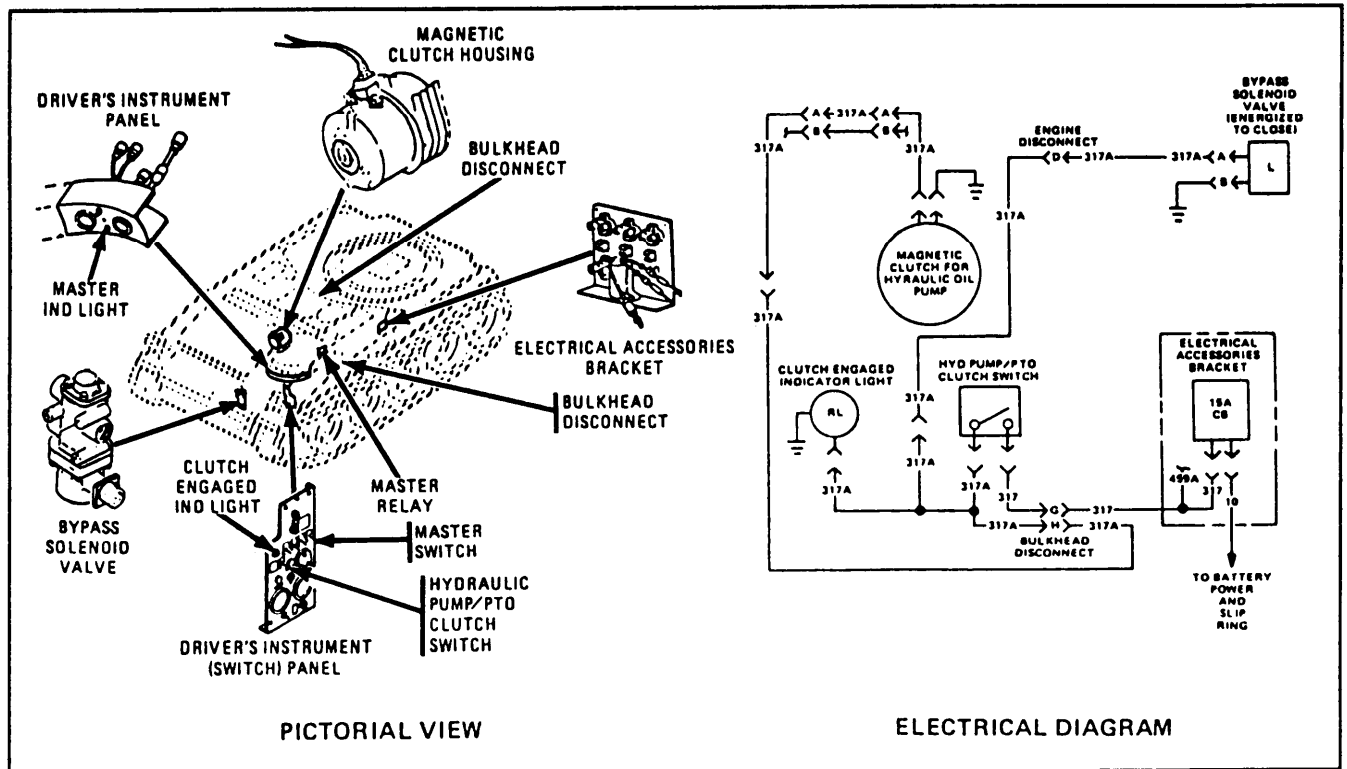 MAGNETIC
CLUTCH HOUSING
DRIVER'S INSTRUMENT
PANEL
BULKHEAD
DISCONNECT
MASTER
IND LIGHT
ELECTRICAL ACCESSORIES
BRACKET
BULKHEAD
DISCONNECT
CLUTCH
ENGAGED
IND LIGHT
MASTER
RELAY
BYPASS
SOLENOID
VALVE
MASTER
SWITCH
HYDRAULIC
PUMP/PTO
CLUTCH
SWITCH
DRIVER'S INSTRUMENT
(SWITCH) PANEL
PICTORIAL VIEW
BYPASS
SOLENOID
VALVE
(ENERGIZED
TO CLOSE)
A 317A A
B B
317A
317A
ENGINE
DISCONNECT
D 317A
317A A
B
L
317A
MAGNETIC
CLUTCH FOR
HYRAULIC OIL
PUMP
317A
CLUTCH ENGAGED
INDICATOR LIGHT
HYD PUMP/PTO
CLUTCH SWITCH
ELECTRICAL
ACCESSORIES
BRACKET
RL
317A
15A
CB
317A
317A
317A
317
499A
317
10
G 317
317A H 317A
BULKHEAD
DISCONNECT
TO BATTERY
POWER
AND
SLIP
RING
ELECTRICAL DIAGRAM